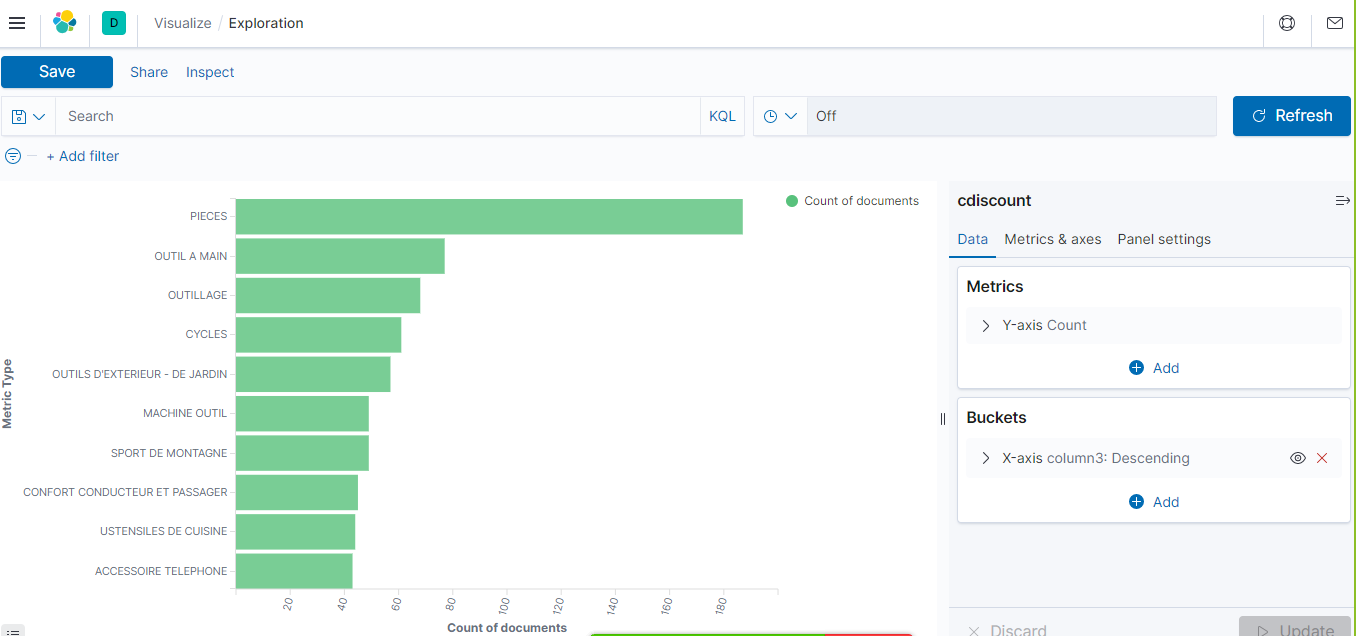 D Visualize / Exploration
Save Share Inspect
Search KQL Off Refresh
+ Add filter
PIECES
OUTIL A MAIN
OUTILLAGE
CYCLES
OUTILS D'EXTERIEUR - DE JARDIN
MACHINE OUTIL
SPORT DE MONTAGNE
CONFORT CONDUCTEUR ET PASSAGER
USTENSILES DE CUISINE
ACCESSOIRE TELEPHONE
Metric Type
20 40 60 80 100 120 140 160 180
Count of documents
Count of documents
cdiscount
Data Metrics & axes Panel settings
Metrics
Y-axis Count
Add
Buckets
X-axis column3: Descending
Add
Discard Update